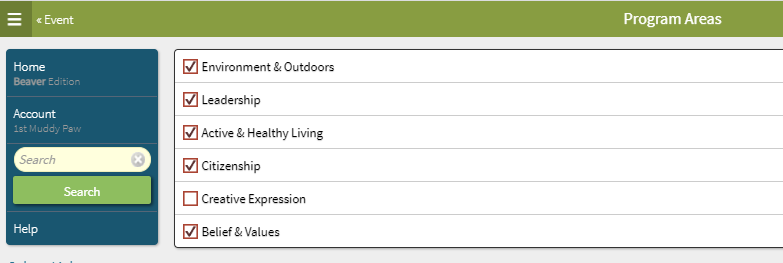 « Event
Program Areas
Home
Beaver Edition
Account
1st Muddy Paw
Search
Search
Help
Environment & Outdoors
Leadership
Active & Healthy Living
Citizenship
Creative Expression
Belief & Values